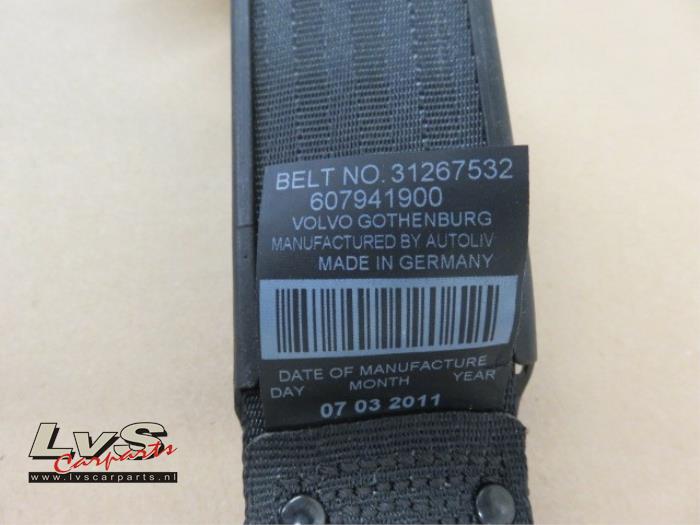 BELT NO. 31267532
607941900
VOLVO GOTHENBURG
MANUFACTURED BY AUTOLIV
MADE IN GERMANY
DATE OF MANUFACTURE
DAY MONTH YEAR
07 03 2011
LvS
Carparts
www.lvscarparts.nl